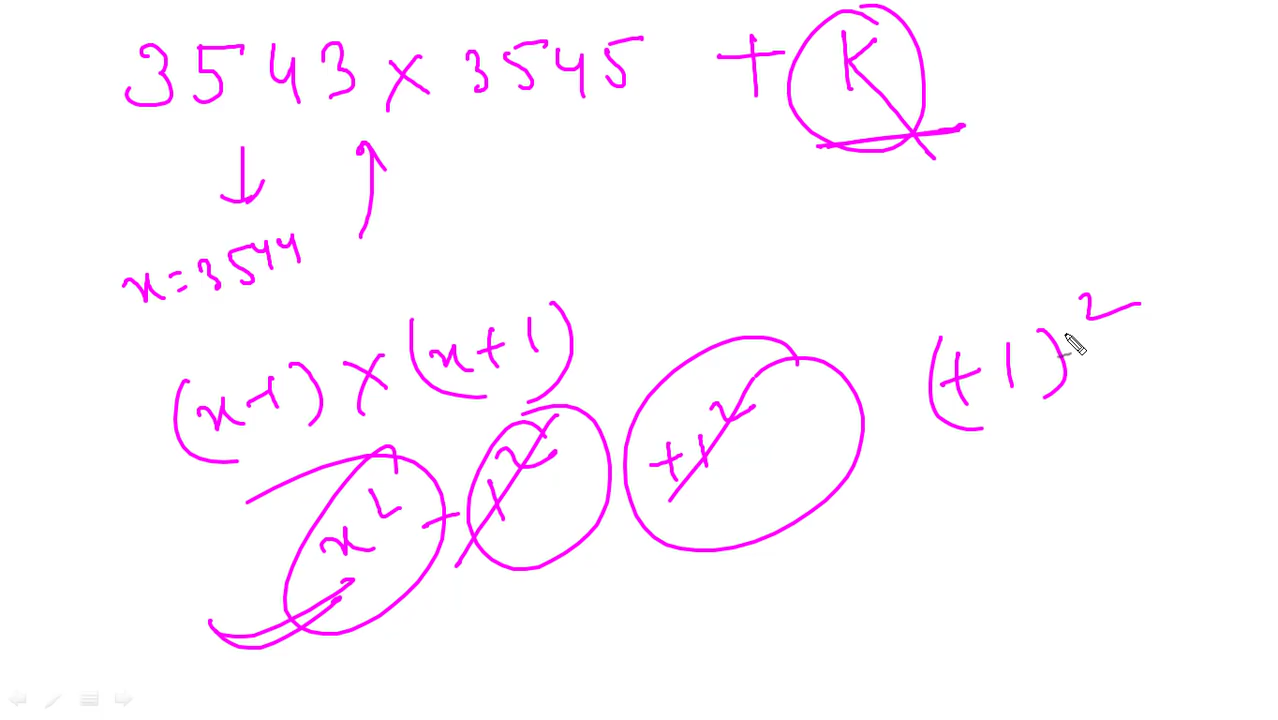 3543 × 3545 + K
x = 3544
(x-1) × (x+1)
(+1)²
x² - 1² +1²